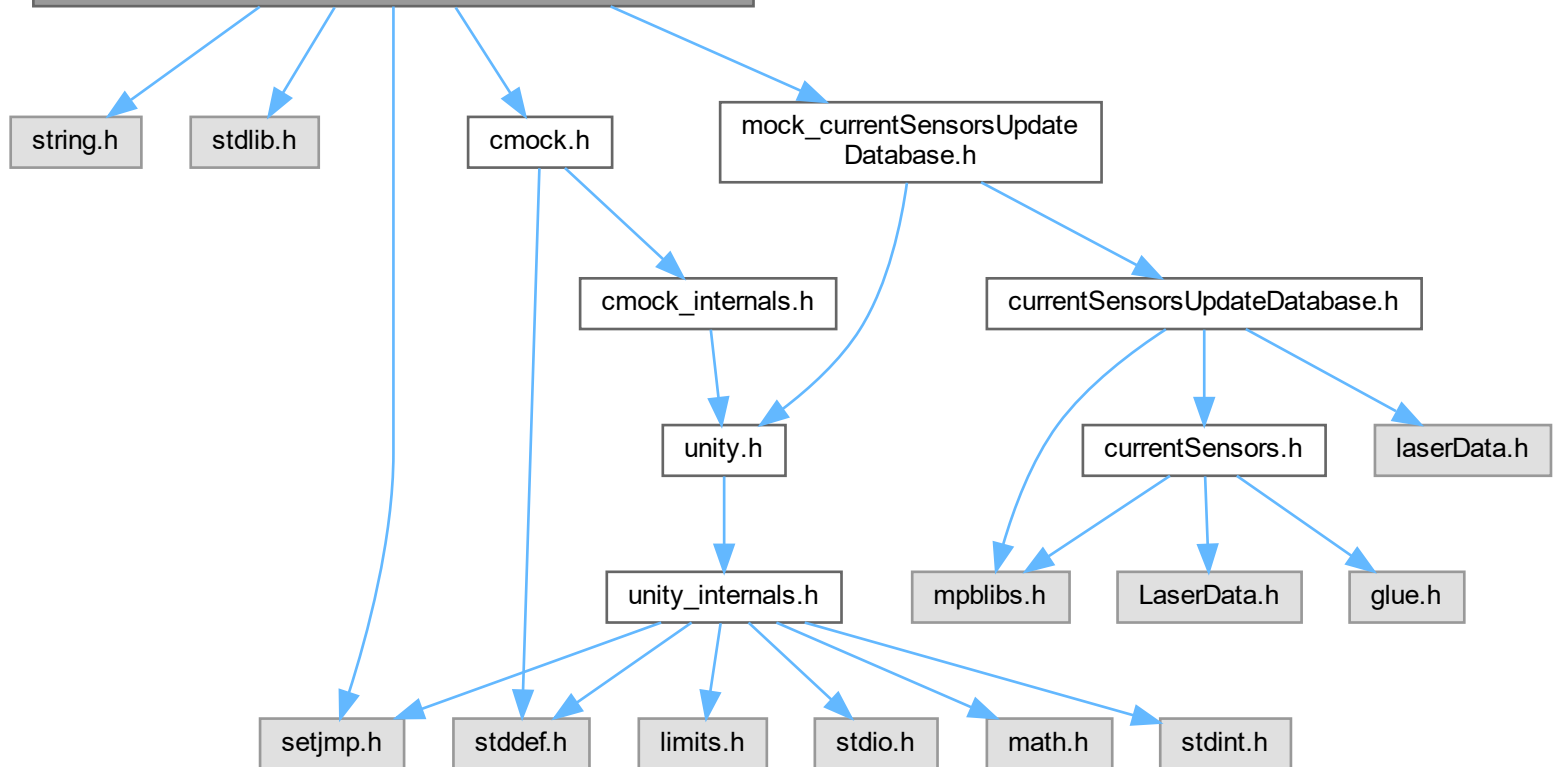 string.h
stdlib.h
cmock.h
mock_currentSensorsUpdate
Database.h
cmock_internals.h
currentSensorsUpdateDatabase.h
unity.h
currentSensors.h
laserData.h
unity_internals.h
mpblibs.h
LaserData.h
glue.h
setjmp.h
stddef.h
limits.h
stdio.h
math.h
stdint.h